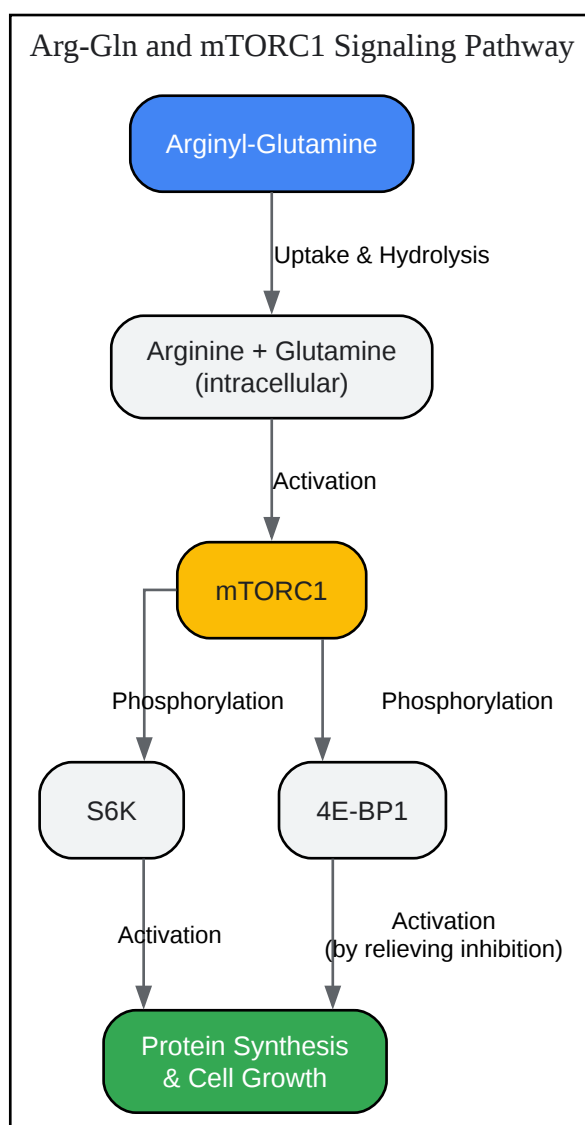 Arg-Gln and mTORC1 Signaling Pathway
Arginyl-Glutamine
Uptake & Hydrolysis
Arginine + Glutamine
(intracellular)
Activation
mTORC1
Phosphorylation
Phosphorylation
S6K
4E-BP1
Activation
Activation
(by relieving inhibition)
Protein Synthesis
& Cell Growth